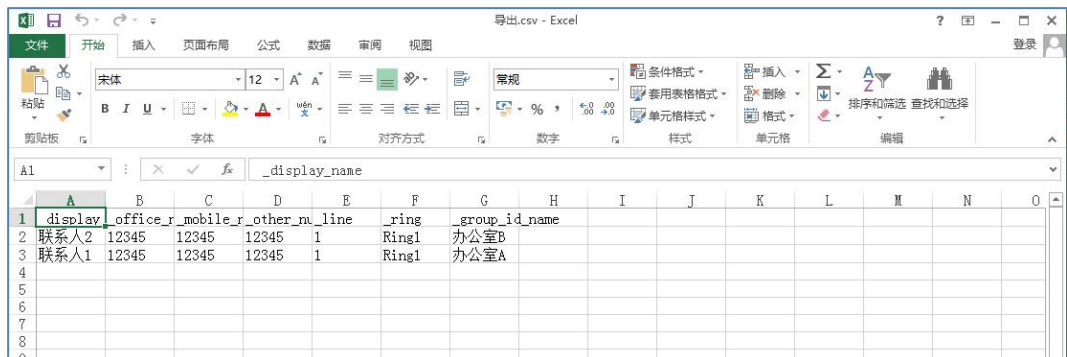 导出.csv - Excel
文件 开始 插入 页面布局 公式 数据 审阅 视图 登录
宋体 12 A A 常规 条件格式 插入 Σ
粘贴 套用表格格式 删除 排序和筛选 查找和选择
B I U A wén 文 % , 单元格样式 格式
剪贴板 字体 对齐方式 数字 样式 单元格 编辑
A1 fx _display_name
A B C D E F G H I J K L M N O
1 _display _office_n _mobile_n _other_nu _line _ring _group_id_name
2 联系人2 12345 12345 12345 1 Ring1 办公室B
3 联系人1 12345 12345 12345 1 Ring1 办公室A
4
5
6
7
8